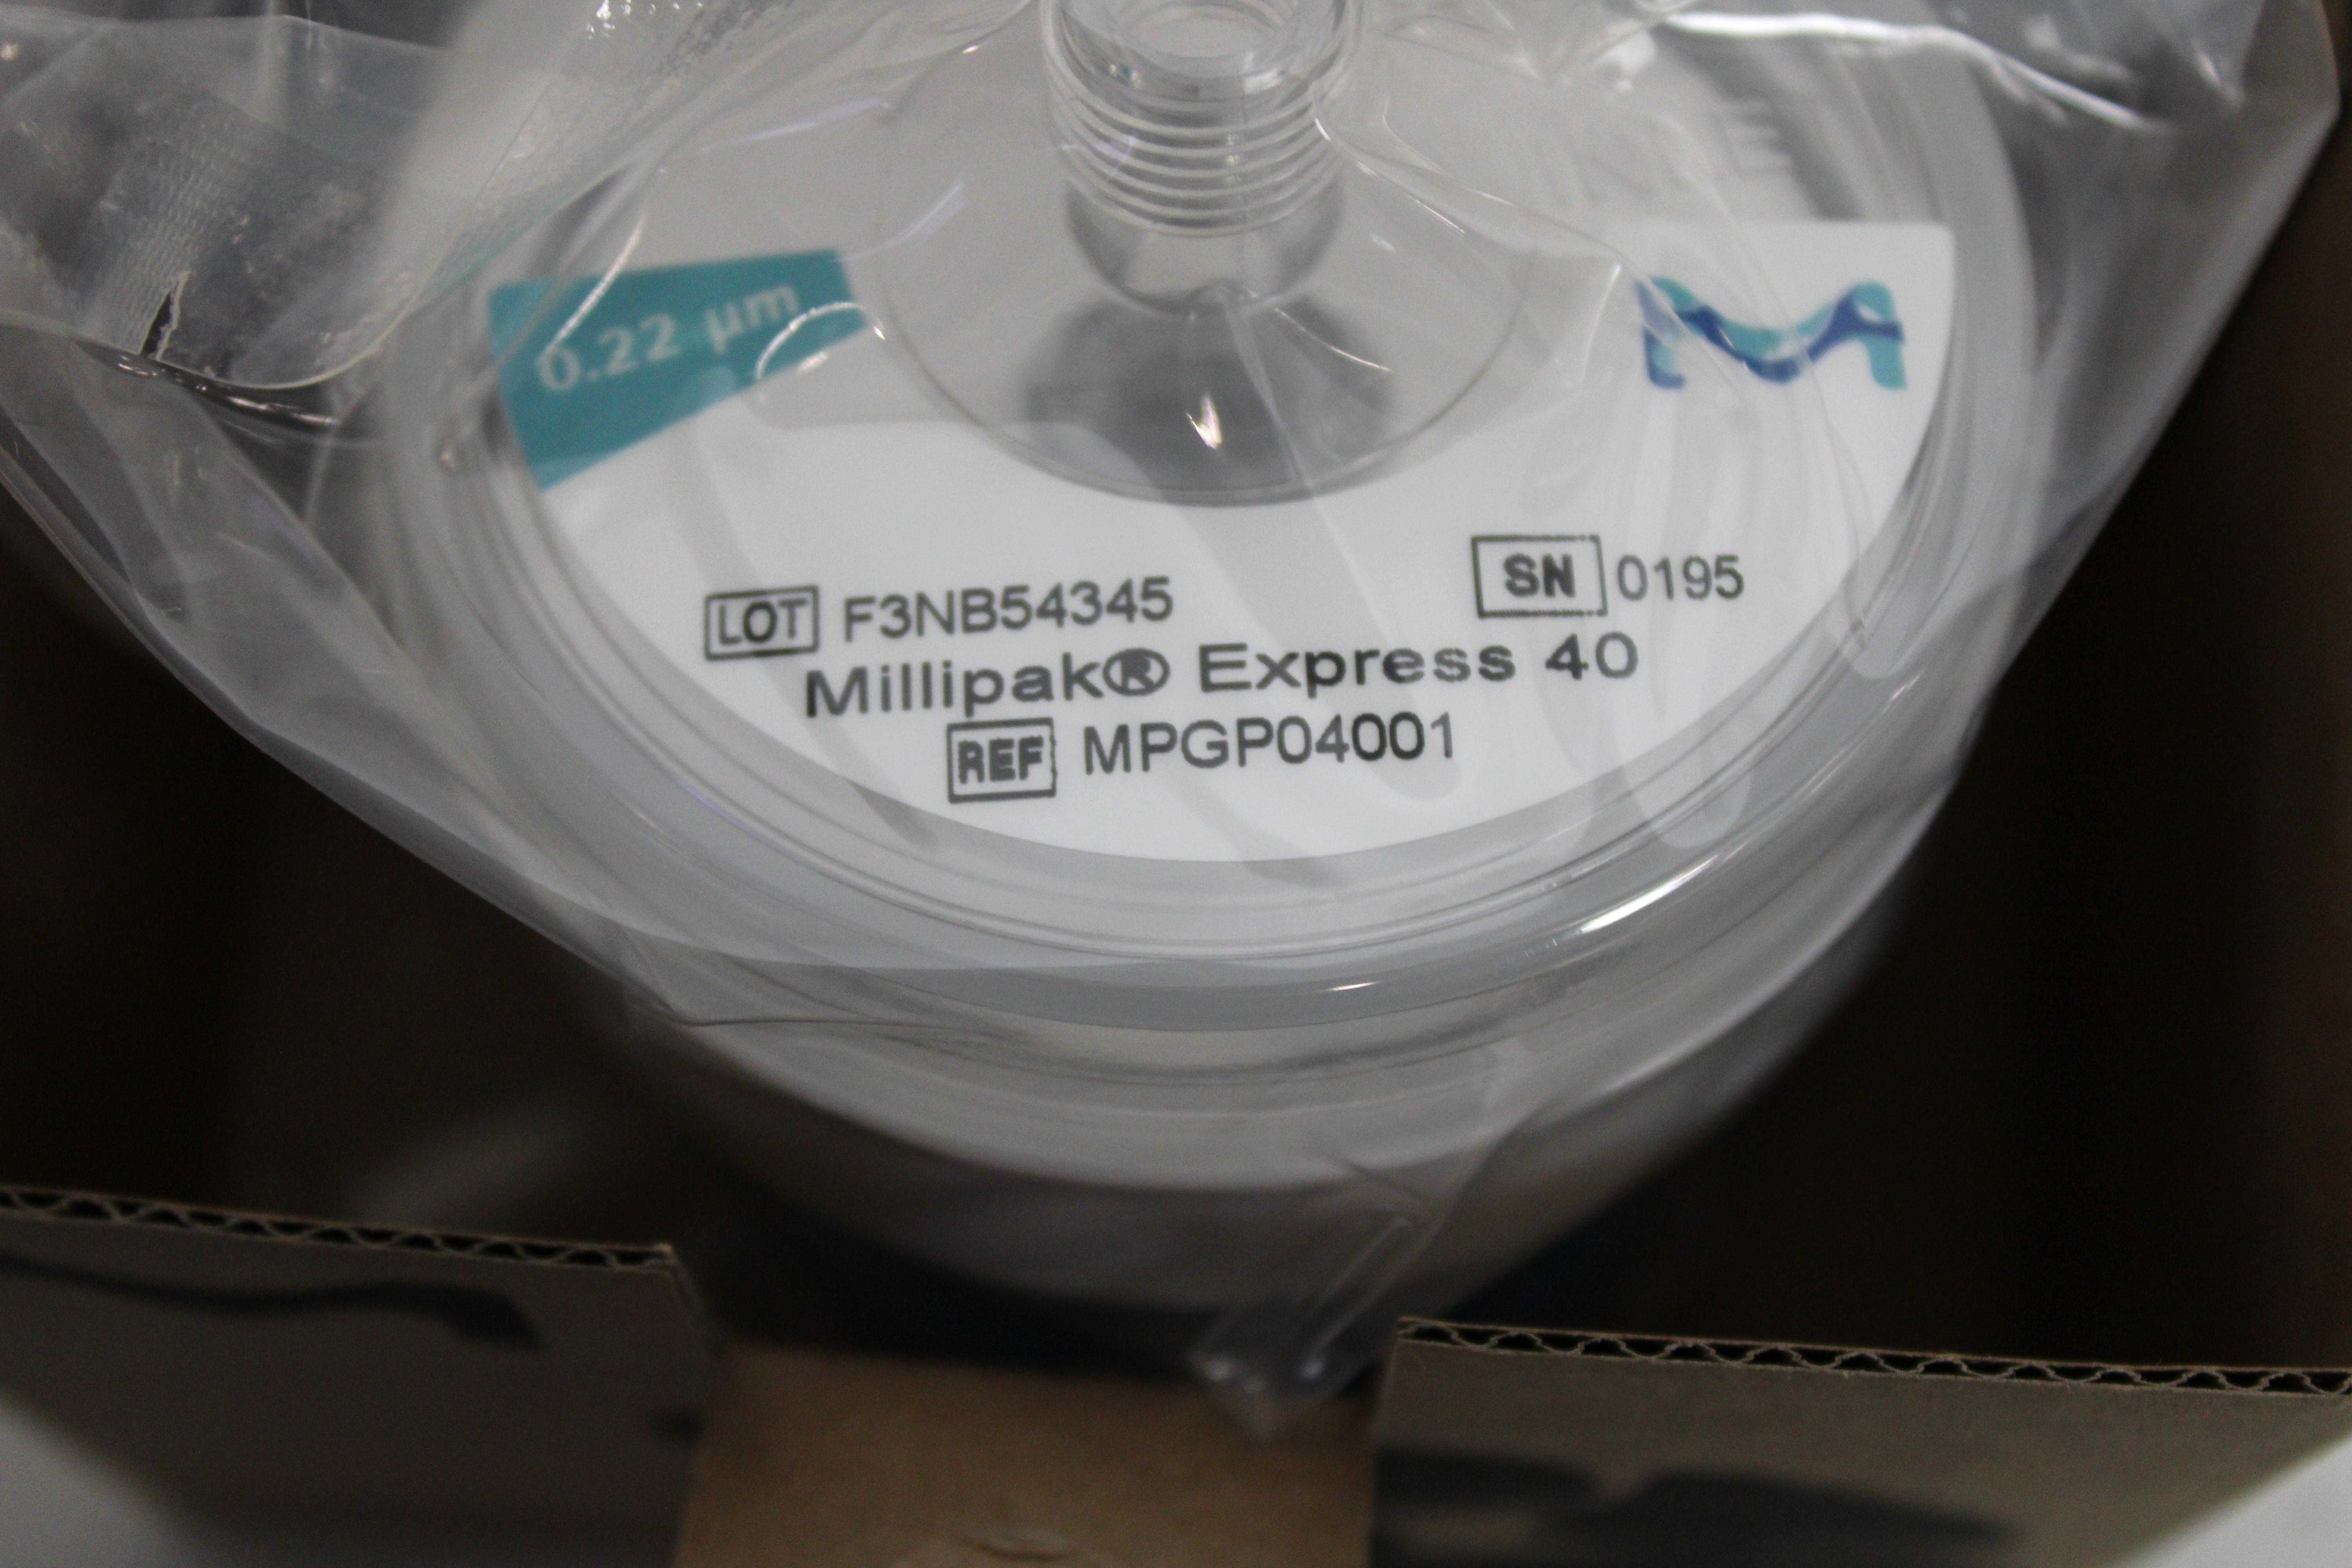 0.22 µm
LOT F3NB54345 SN 0195
Millipak® Express 40
REF MPGP04001